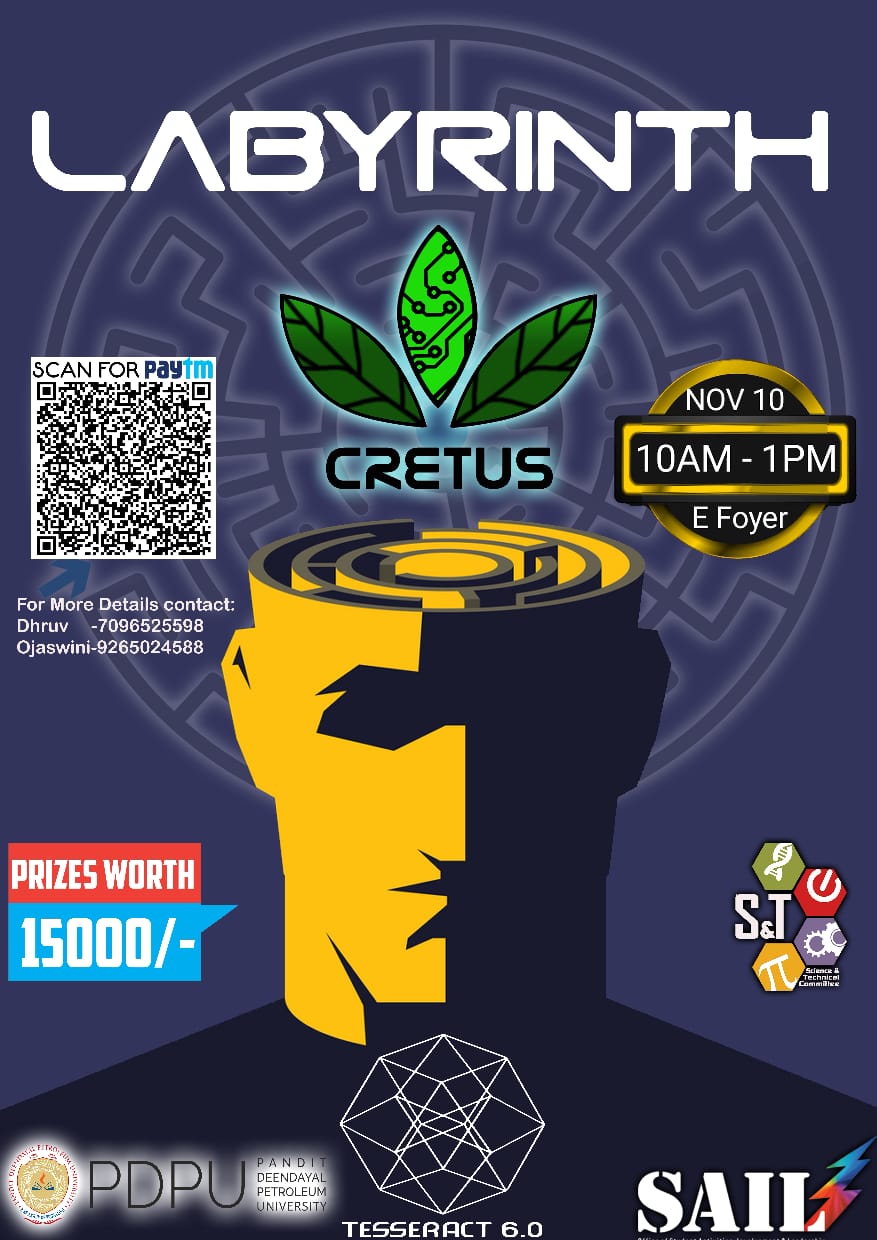 LABYRINTH
CRETUS
SCAN FOR paytm
NOV 10
10AM - 1PM
E Foyer
For More Details contact:
Dhruv -7096525598
Ojaswini-9265024588
PRIZES WORTH
15000/-
S&T
Science &
Technical
Committee
PDPU
PANDIT
DEENDAYAL
PETROLEUM
UNIVERSITY
TESSERACT 6.0
SAIL